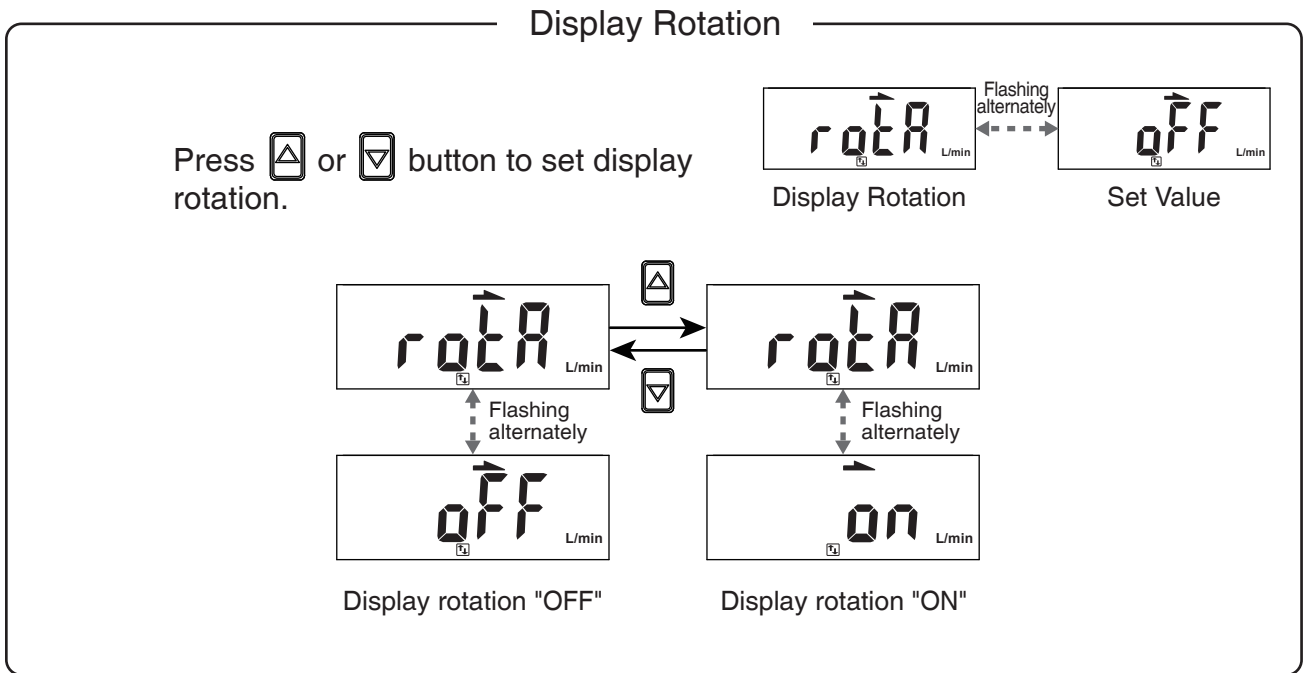 Display Rotation
Press or button to set display
rotation.
Flashing
alternately
rotA L/min
oFF L/min
Display Rotation
Set Value
rotA L/min
rotA L/min
Flashing
alternately
Flashing
alternately
oFF L/min
on L/min
Display rotation "OFF"
Display rotation "ON"